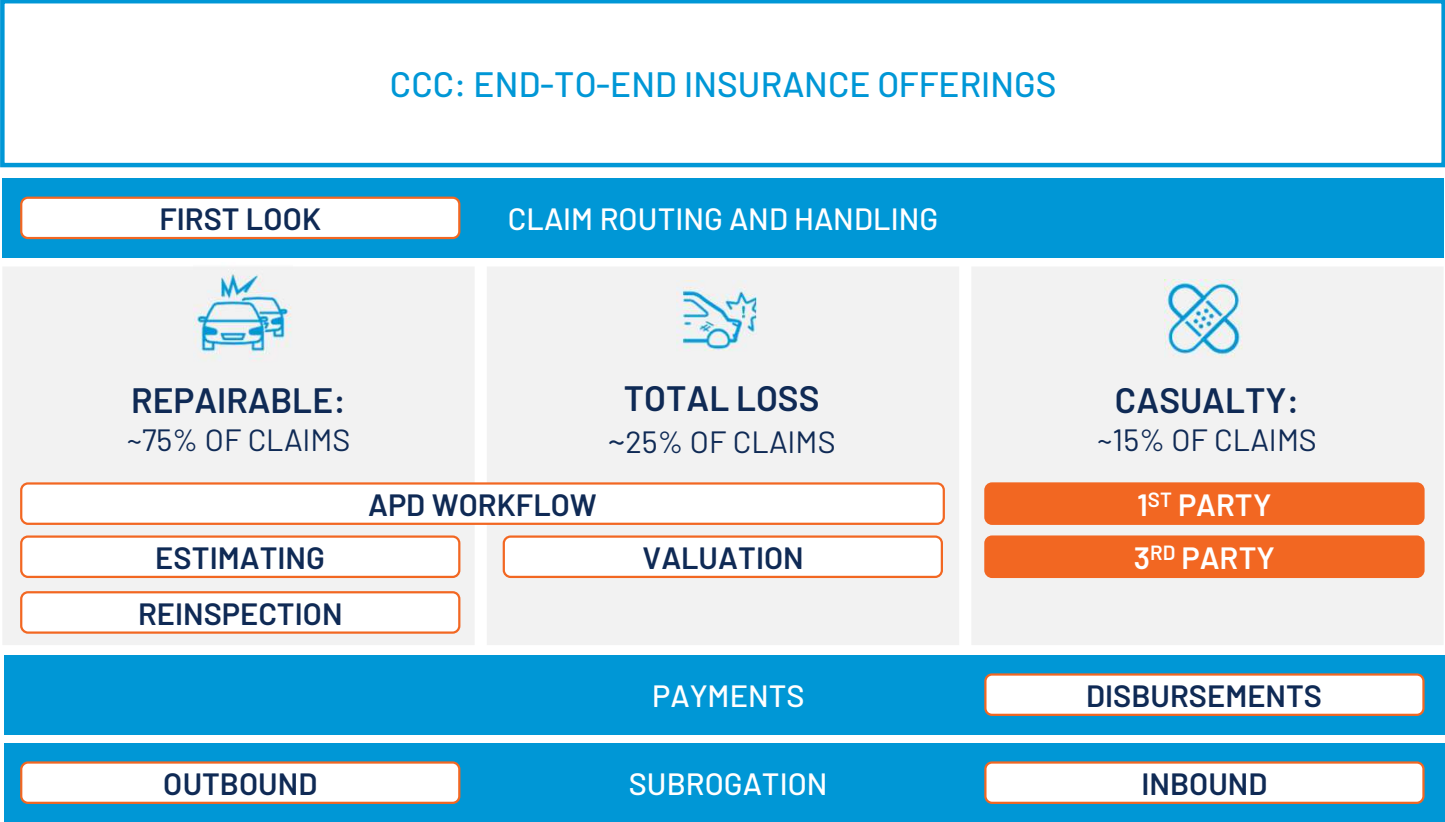 CCC: END-TO-END INSURANCE OFFERINGS
FIRST LOOK
CLAIM ROUTING AND HANDLING
REPAIRABLE:
~75% OF CLAIMS
TOTAL LOSS
~25% OF CLAIMS
CASUALTY:
~15% OF CLAIMS
APD WORKFLOW
1ST PARTY
ESTIMATING
VALUATION
3RD PARTY
REINSPECTION
PAYMENTS
DISBURSEMENTS
OUTBOUND
SUBROGATION
INBOUND